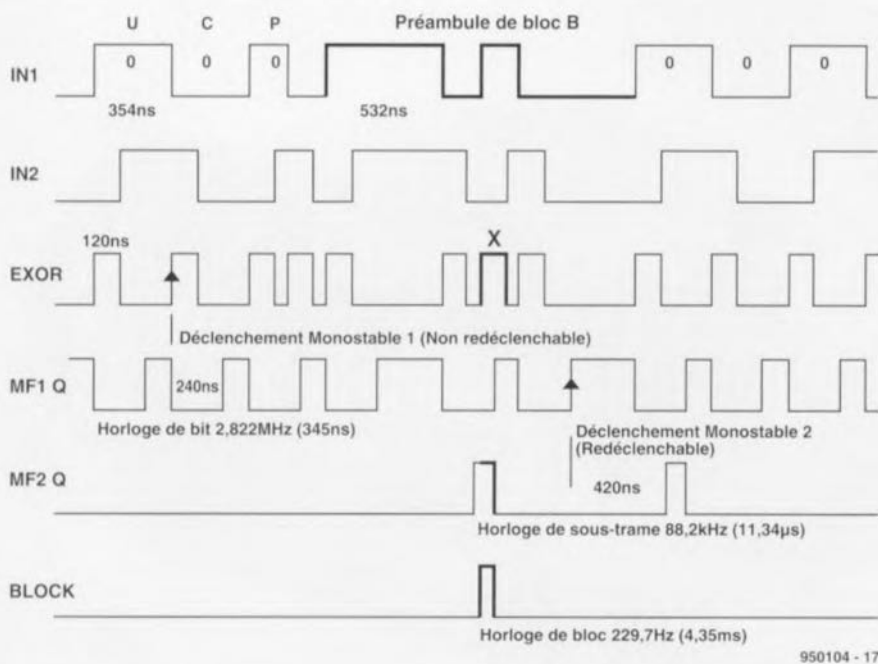 U C P Préambule de bloc B
IN1 0 0 0 0 0 0
354ns 532ns
IN2
120ns X
EXOR
Déclenchement Monostable 1 (Non redéclenchable)
MF1 Q 240ns
Horloge de bit 2,822MHz (345ns)
Déclenchement Monostable 2
(Redéclenchable)
MF2 Q 420ns
Horloge de sous-trame 88,2kHz (11,34µs)
BLOCK
Horloge de bloc 229,7Hz (4,35ms)
950104 - 17